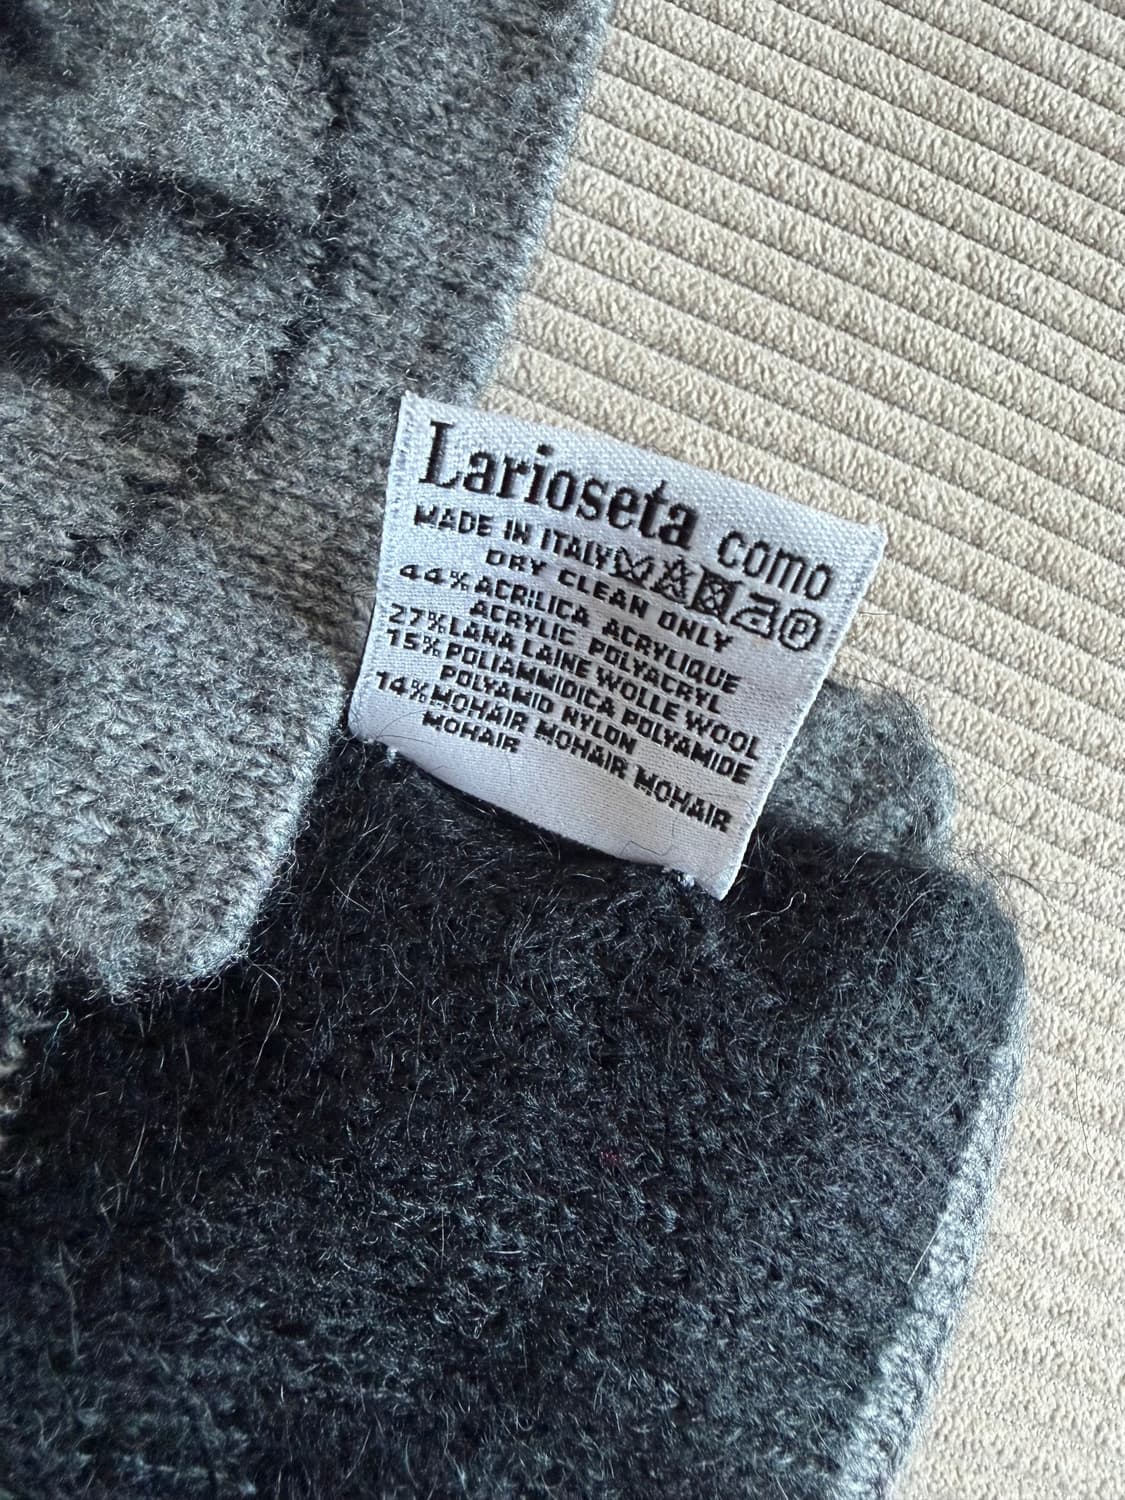 Larioseta como
MADE IN ITALY
DRY CLEAN ONLY
44% ACRILICA ACRYLIQUE
ACRYLIC POLYACRYL
27% LANA LAINE WOLLE WOOL
15% POLIAMMIDICA POLYAMIDE
POLYAMID NYLON
14% MOHAIR MOHAIR MOHAIR
MOHAIR